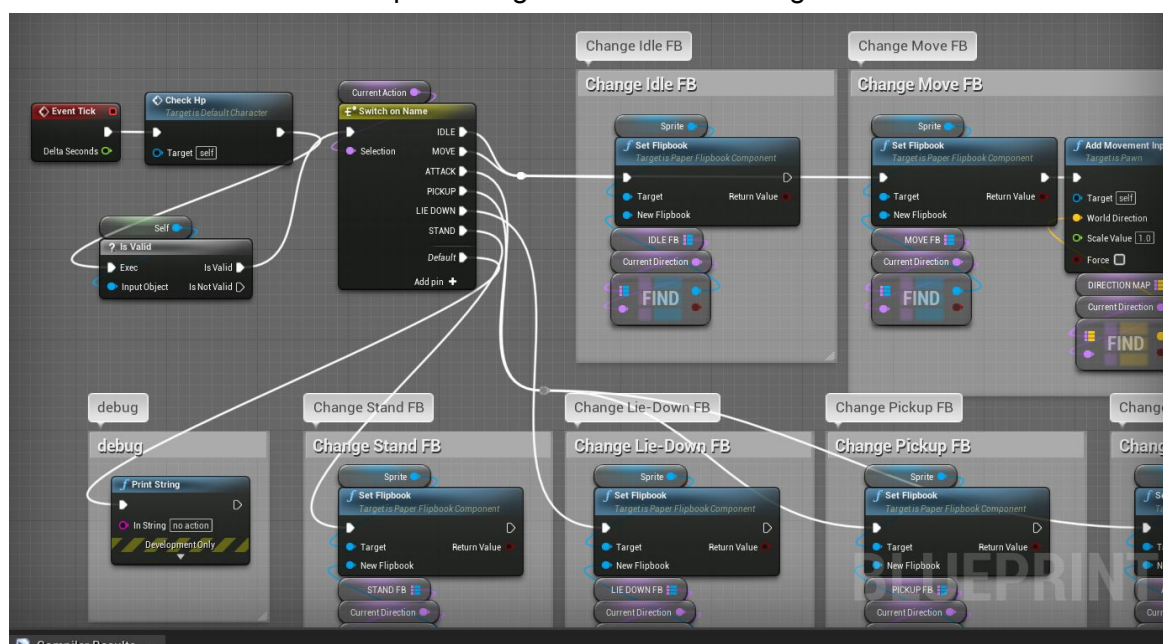 Change Idle FB
Change Move FB
Change Idle FB
Change Move FB
Current Action
Event Tick
Delta Seconds
Check Hp
Target is Default Character
Target self
Switch on Name
Selection
IDLE
MOVE
ATTACK
PICKUP
LIE DOWN
STAND
Default
Add pin +
Self
? Is Valid
Exec
Is Valid
Input Object
Is Not Valid
Sprite
f Set Flipbook
Target is Paper Flipbook Component
Target
Return Value
New Flipbook
IDLE FB
Current Direction
FIND
Sprite
f Set Flipbook
Target is Paper Flipbook Component
Target
Return Value
New Flipbook
MOVE FB
Current Direction
FIND
f Add Movement Inp
Target is Pawn
Target self
World Direction
Scale Value 1.0
Force
DIRECTION MAP
Current Direction
FIND
debug
Change Stand FB
Change Lie-Down FB
Change Pickup FB
Chang
debug
Change Stand FB
Change Lie-Down FB
Change Pickup FB
Chang
f Print String
In String no action
Development Only
Sprite
f Set Flipbook
Target is Paper Flipbook Component
Target
Return Value
New Flipbook
STAND FB
Current Direction
Sprite
f Set Flipbook
Target is Paper Flipbook Component
Target
Return Value
New Flipbook
LIE DOWN FB
Current Direction
Sprite
f Set Flipbook
Target is Paper Flipbook Component
Target
Return Value
New Flipbook
PICKUP FB
Current Direction
BLUEPRINT
Compiler Results